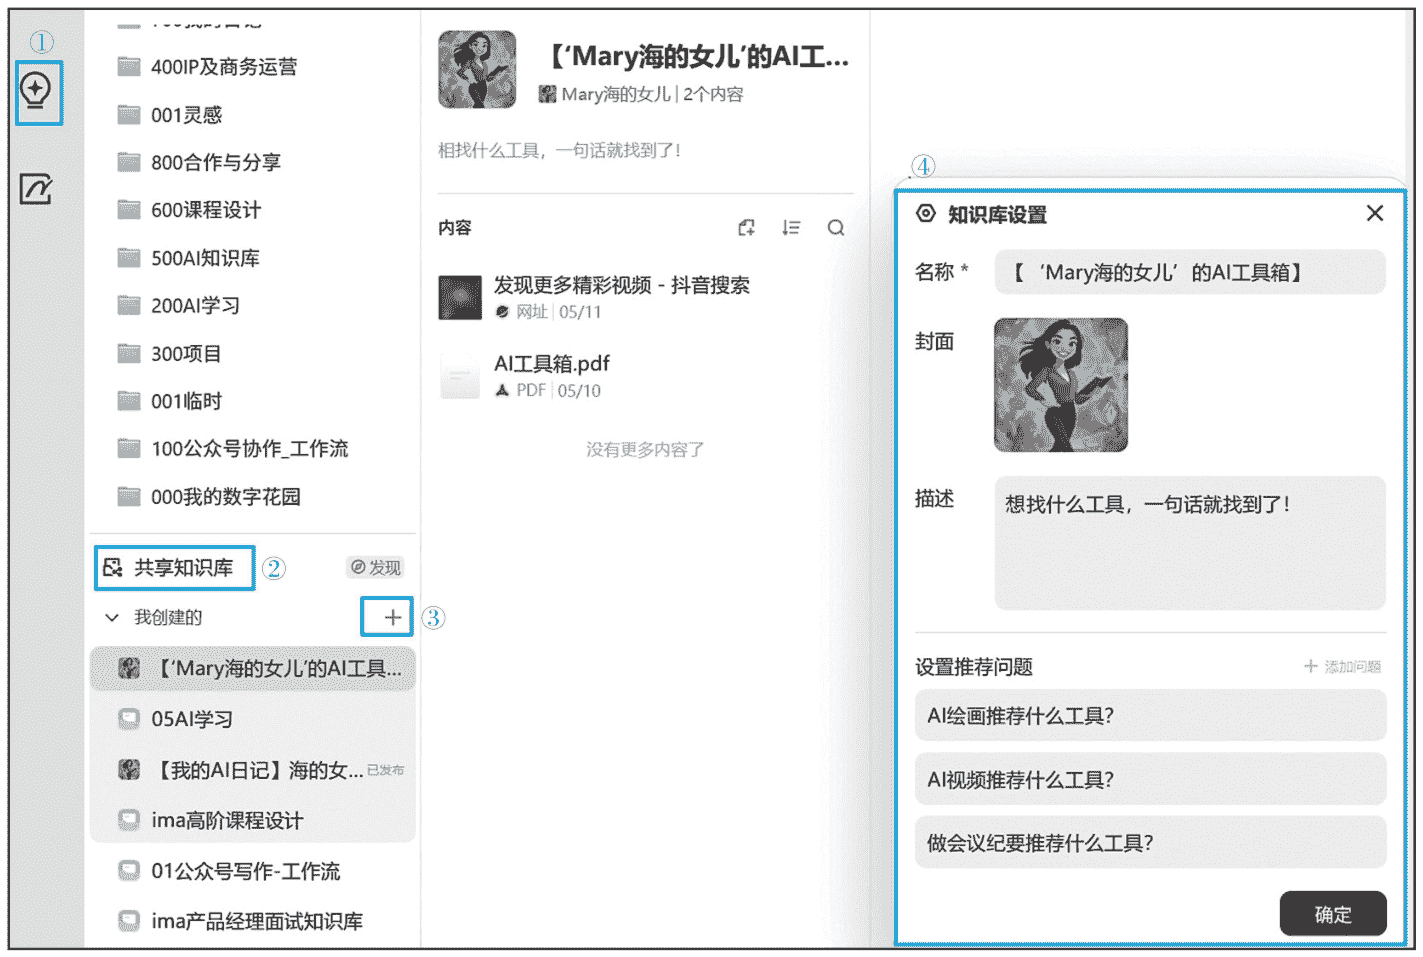 ①
400IP及商务运营
001灵感
800合作与分享
600课程设计
500AI知识库
200AI学习
300项目
001临时
100公众号协作_工作流
000我的数字花园
共享知识库 ② 发现
我创建的 + ③
【‘Mary海的女儿’的AI工具...
05AI学习
【我的AI日记】海的女... 已发布
ima高阶课程设计
01公众号写作-工作流
ima产品经理面试知识库
【‘Mary海的女儿’的AI工...
Mary海的女儿 | 2个内容
相找什么工具，一句话就找到了！
内容
发现更多精彩视频 - 抖音搜索
网址 | 05/11
AI工具箱.pdf
PDF | 05/10
没有更多内容了
④
知识库设置
名称 * 【 ‘Mary海的女儿’ 的AI工具箱】
封面
描述 想找什么工具，一句话就找到了！
设置推荐问题 + 添加问题
AI绘画推荐什么工具？
AI视频推荐什么工具？
做会议纪要推荐什么工具？
确定